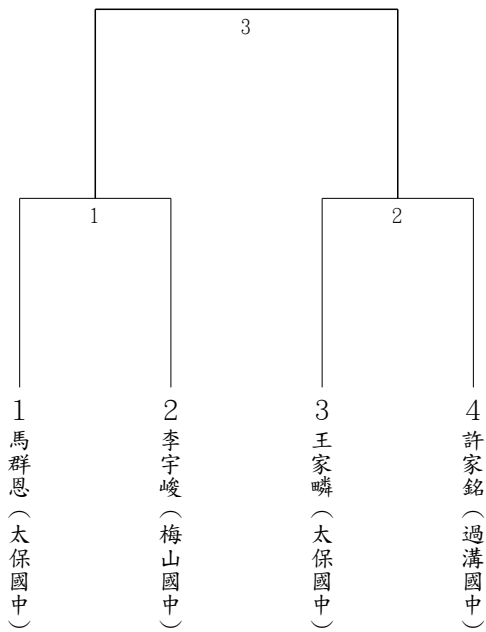 3
1
2
1 馬群恩(太保國中)
2 李宇峻(梅山國中)
3 王家疄(太保國中)
4 許家銘(過溝國中)